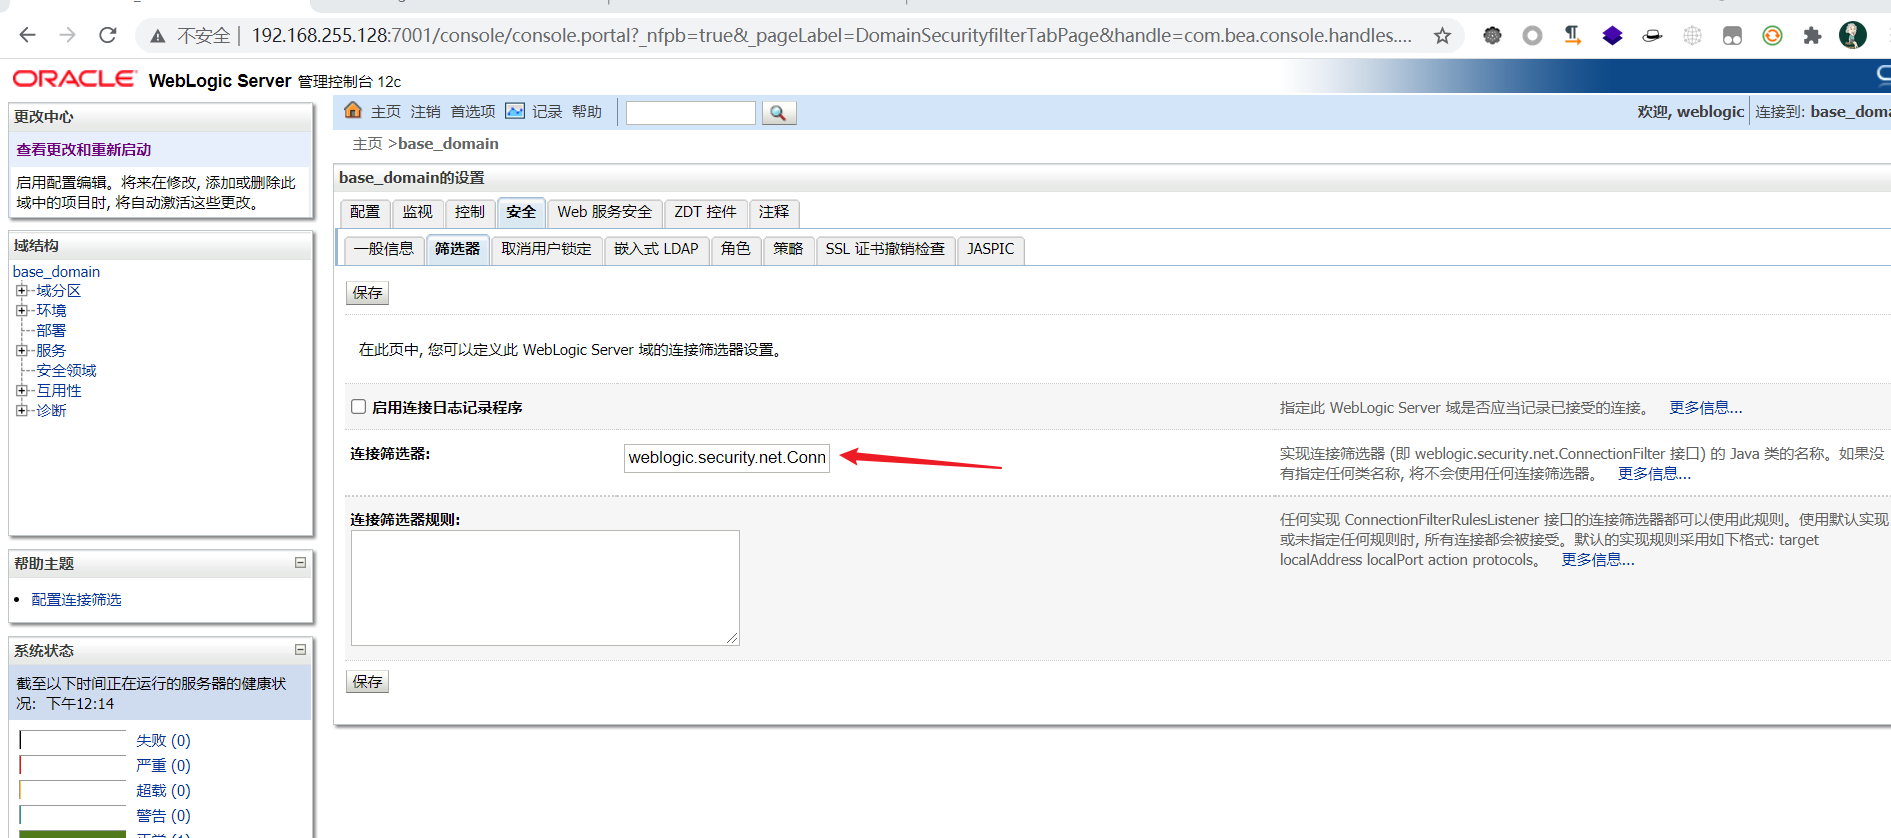 不安全 | 192.168.255.128:7001/console/console.portal?_nfpb=true&_pageLabel=DomainSecurityfilterTabPage&handle=com.bea.console.handles....
ORACLE WebLogic Server 管理控制台 12c
更改中心
查看更改和重新启动
启用配置编辑。将来在修改, 添加或删除此
域中的项目时, 将自动激活这些更改。
域结构
base_domain
域分区
环境
部署
服务
安全领域
互用性
诊断
帮助主题
配置连接筛选
系统状态
截至以下时间正在运行的服务器的健康状
况: 下午12:14
失败 (0)
严重 (0)
超载 (0)
警告 (0)
主页 注销 首选项 记录 帮助
欢迎, weblogic 连接到: base_doma
主页 >base_domain
base_domain的设置
配置 监视 控制 安全 Web 服务安全 ZDT 控件 注释
一般信息 筛选器 取消用户锁定 嵌入式 LDAP 角色 策略 SSL 证书撤销检查 JASPIC
保存
在此页中, 您可以定义此 WebLogic Server 域的连接筛选器设置。
启用连接日志记录程序
指定此 WebLogic Server 域是否应当记录已接受的连接。 更多信息...
连接筛选器:
weblogic.security.net.Conn
实现连接筛选器 (即 weblogic.security.net.ConnectionFilter 接口) 的 Java 类的名称。如果没
有指定任何类名称, 将不会使用任何连接筛选器。 更多信息...
连接筛选器规则:
任何实现 ConnectionFilterRulesListener 接口的连接筛选器都可以使用此规则。使用默认实现
或未指定任何规则时, 所有连接都会被接受。默认的实现规则采用如下格式: target
localAddress localPort action protocols。 更多信息...
保存